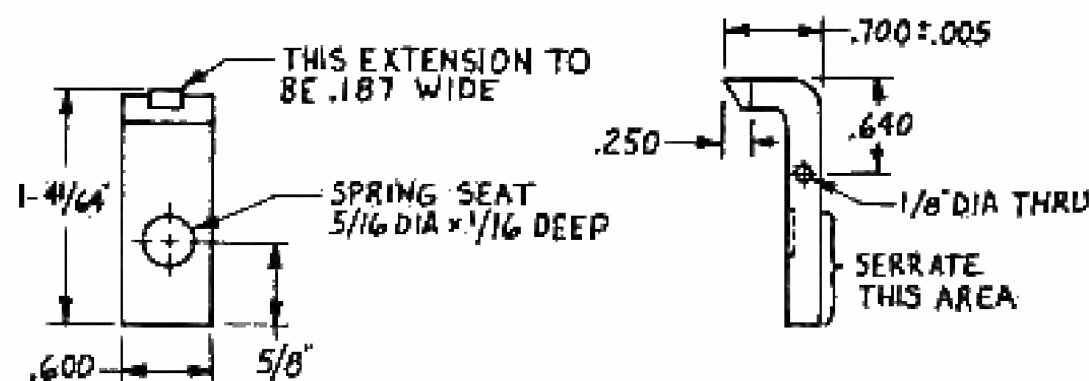 THIS EXTENSION TO
BE .187 WIDE
1-41/64"
SPRING SEAT
5/16 DIA x 1/16 DEEP
.600
5/8"
.700±.005
.250
.640
1/8" DIA THRU
SERRATE
THIS AREA